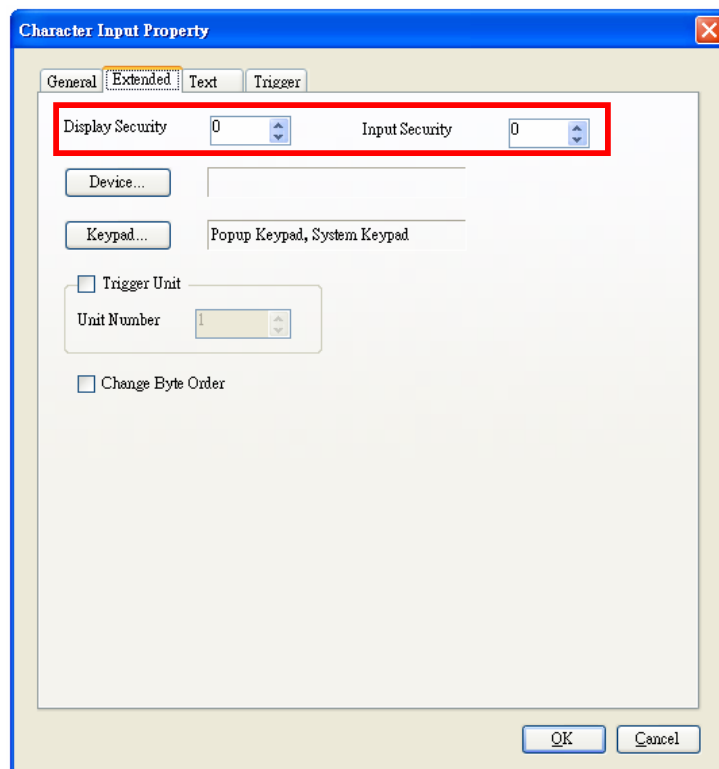 Character Input Property
General Extended Text Trigger
Display Security 0 Input Security 0
Device...
Keypad... Popup Keypad, System Keypad
Trigger Unit
Unit Number 1
Change Byte Order
OK Cancel